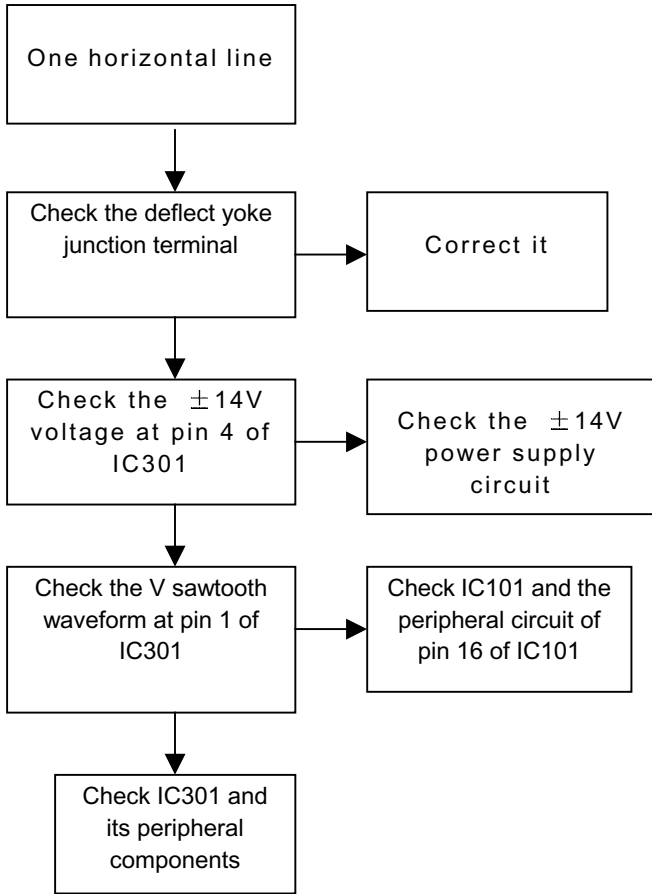 One horizontal line
Check the deflect yoke
junction terminal
Correct it
Check the ±14V
voltage at pin 4 of
IC301
Check the ±14V
power supply
circuit
Check the V sawtooth
waveform at pin 1 of
IC301
Check IC101 and the
peripheral circuit of
pin 16 of IC101
Check IC301 and
its peripheral
components